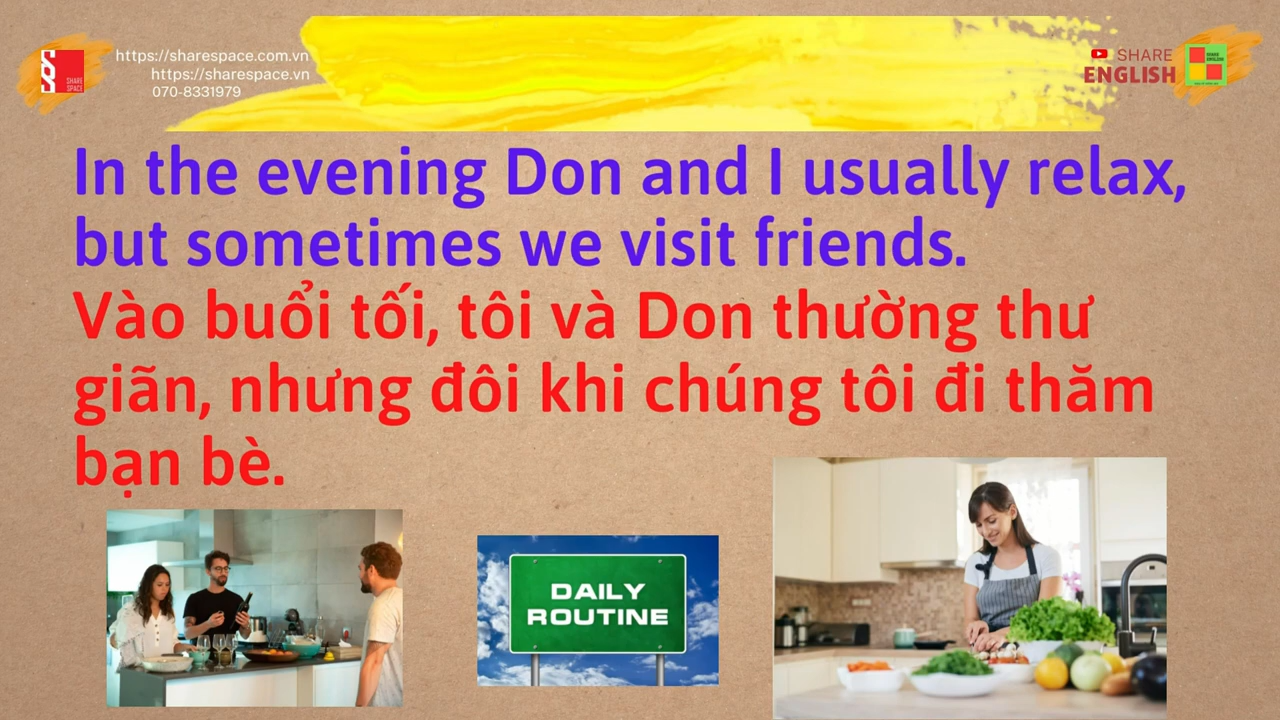 https://sharespace.com.vn
https://sharespace.vn
070-8331979
SHARE
SPACE
SHARE
ENGLISH
In the evening Don and I usually relax,
but sometimes we visit friends.
Vào buổi tối, tôi và Don thường thư
giãn, nhưng đôi khi chúng tôi đi thăm
bạn bè.
DAILY
ROUTINE